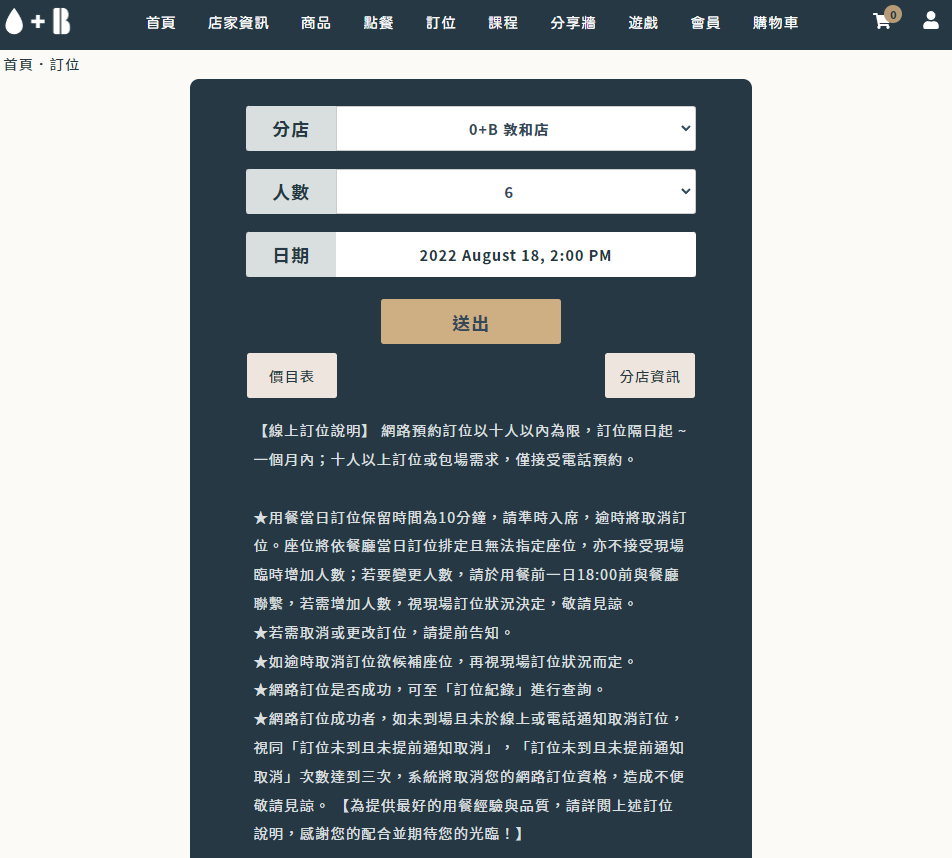 + B
首頁 店家資訊 商品 點餐 訂位 課程 分享牆 遊戲 會員 購物車 0
首頁・訂位
分店 0+B 敦和店
人數 6
日期 2022 August 18, 2:00 PM
送出
價目表 分店資訊
【線上訂位說明】 網路預約訂位以十人以內為限，訂位隔日起 ~
一個月內；十人以上訂位或包場需求，僅接受電話預約。
★用餐當日訂位保留時間為10分鐘，請準時入席，逾時將取消訂
位。座位將依餐廳當日訂位排定且無法指定座位，亦不接受現場
臨時增加人數；若要變更人數，請於用餐前一日18:00前與餐廳
聯繫，若需增加人數，視現場訂位狀況決定，敬請見諒。
★若需取消或更改訂位，請提前告知。
★如逾時取消訂位欲候補座位，再視現場訂位狀況而定。
★網路訂位是否成功，可至「訂位紀錄」進行查詢。
★網路訂位成功者，如未到場且未於線上或電話通知取消訂位，
視同「訂位未到且未提前通知取消」，「訂位未到且未提前通知
取消」次數達到三次，系統將取消您的網路訂位資格，造成不便
敬請見諒。 【為提供最好的用餐經驗與品質，請詳閱上述訂位
說明，感謝您的配合並期待您的光臨！】